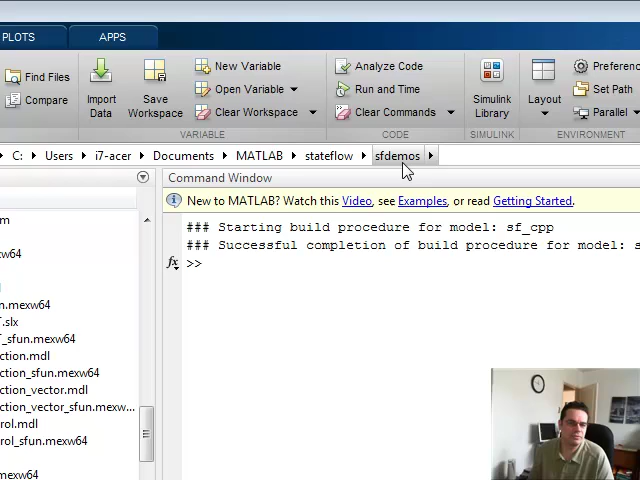 PLOTS APPS
Find Files
Compare
Import Data
Save Workspace
New Variable
Open Variable
Clear Workspace
VARIABLE
Analyze Code
Run and Time
Clear Commands
CODE
Simulink Library
SIMULINK
Layout
Preferenc
Set Path
Parallel
ENVIRONMENT
C: Users i7-acer Documents MATLAB stateflow sfdemos
Command Window
New to MATLAB? Watch this Video, see Examples, or read Getting Started.
### Starting build procedure for model: sf_cpp
### Successful completion of build procedure for model: s
fx >>
m
xw64
n.mexw64
T.slx
T_sfun.mexw64
ction.mdl
ction_sfun.mexw64
ction_vector.mdl
ction_vector_sfun.mexw...
rol.mdl
rol_sfun.mexw64
.mexw64